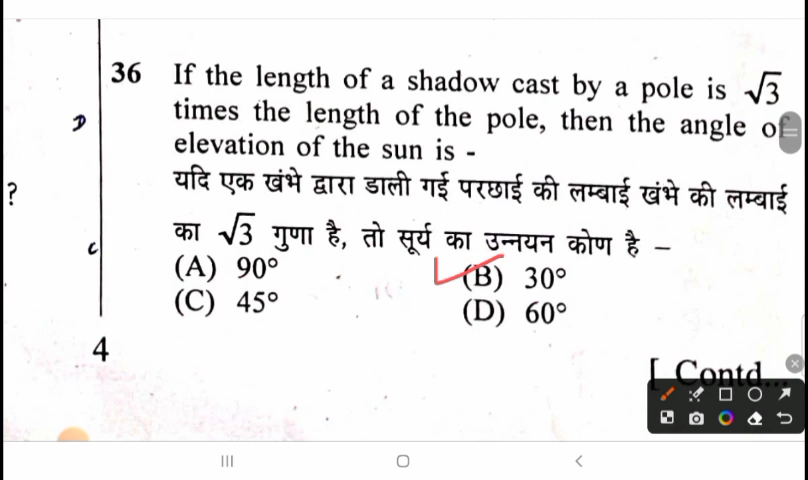 36 If the length of a shadow cast by a pole is √3
D times the length of the pole, then the angle of
elevation of the sun is -
? यदि एक खंभे द्वारा डाली गई परछाई की लम्बाई खंभे की लम्बाई
c का √3 गुणा है, तो सूर्य का उन्नयन कोण है –
(A) 90° (B) 30°
(C) 45° (D) 60°
4
[ Contd...